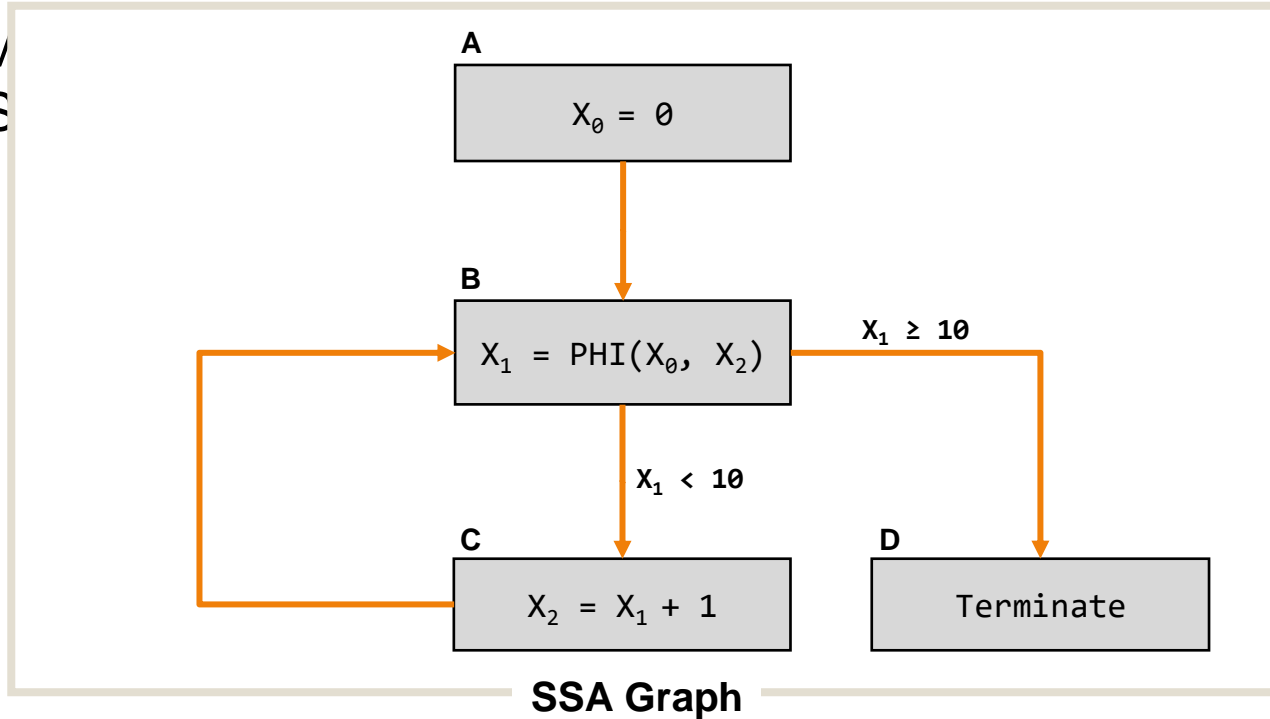 A
X₀ = 0
B
X₁ = PHI(X₀, X₂)
X₁ ≥ 10
X₁ < 10
C
D
X₂ = X₁ + 1
Terminate
SSA Graph